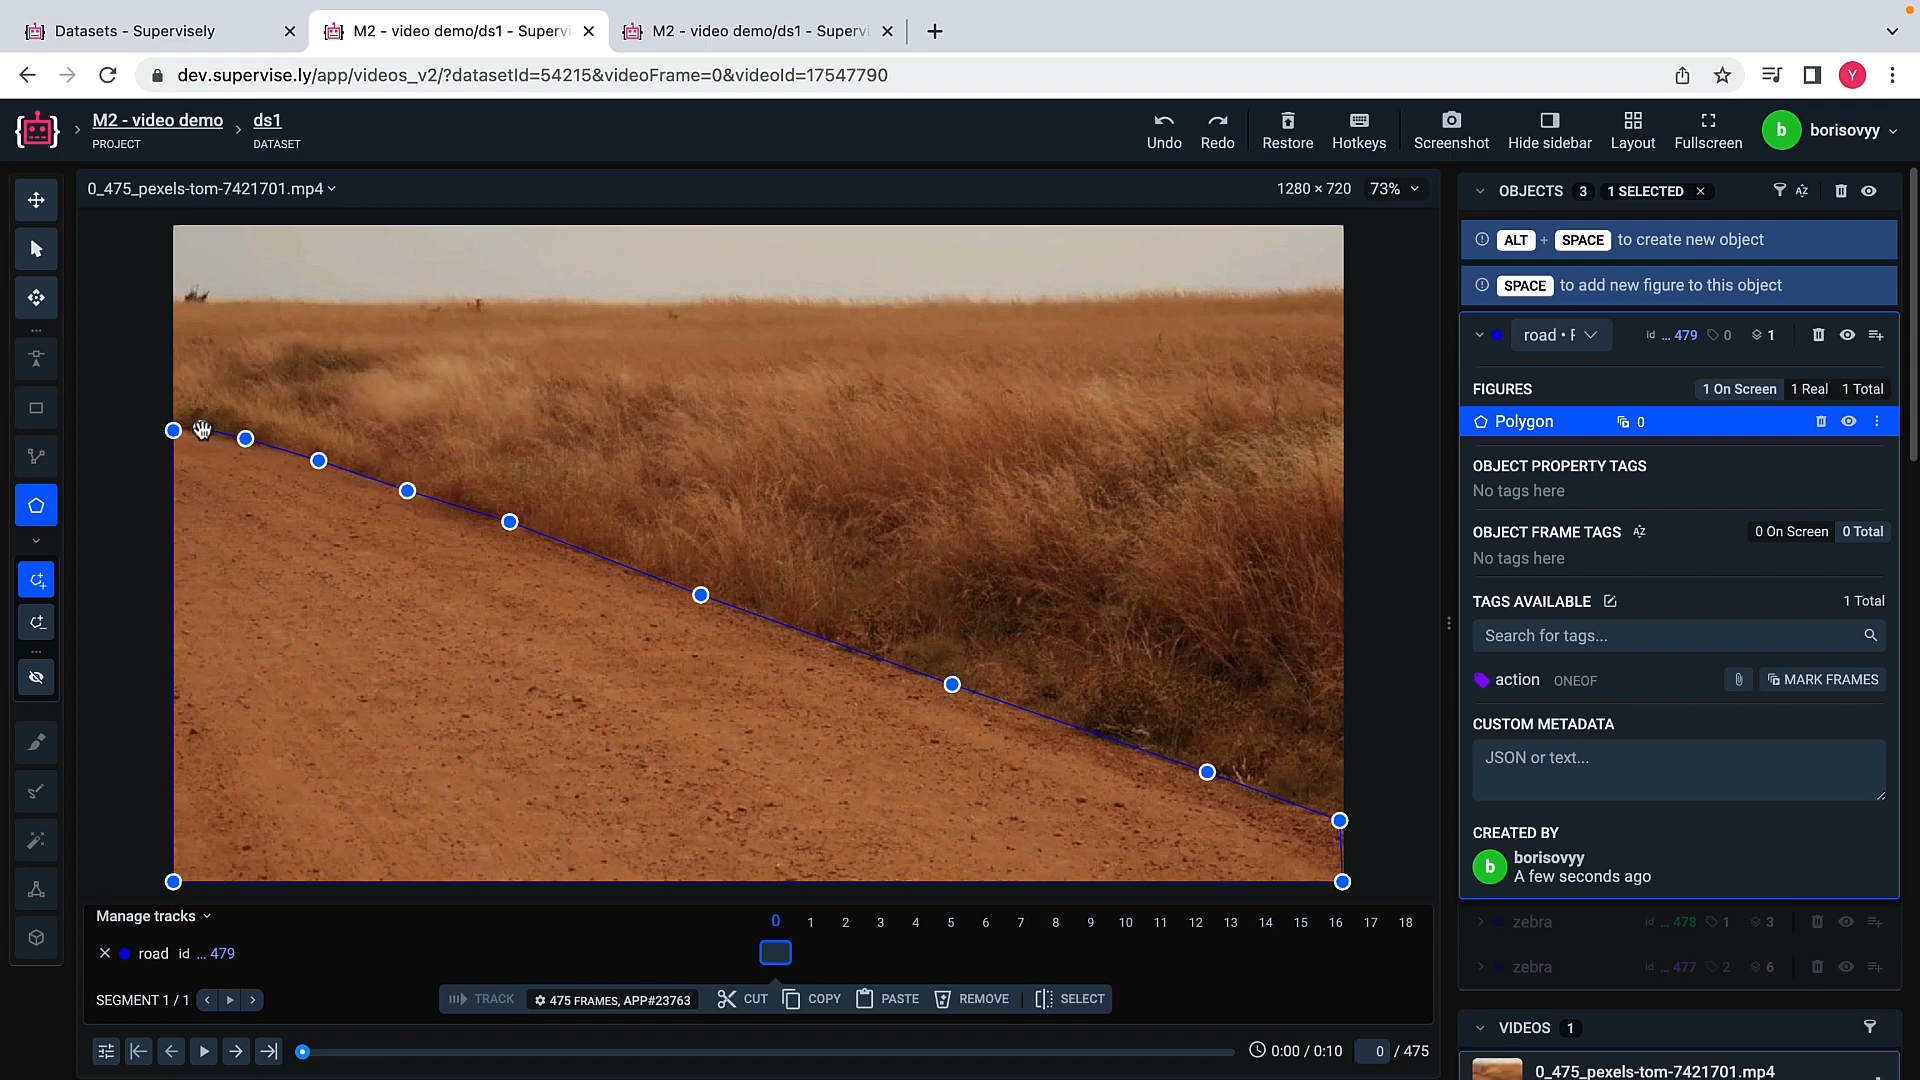 Datasets - Supervisely
M2 - video demo/ds1 - Supervi
M2 - video demo/ds1 - Supervi
dev.supervise.ly/app/videos_v2/?datasetId=54215&videoFrame=0&videoId=17547790
Y
M2 - video demo
PROJECT
ds1
DATASET
Undo
Redo
Restore
Hotkeys
Screenshot
Hide sidebar
Layout
Fullscreen
b
borisovyy
0_475_pexels-tom-7421701.mp4
1280 × 720
73%
OBJECTS 3 1 SELECTED
ALT + SPACE to create new object
SPACE to add new figure to this object
road • id ... 479 0 1
FIGURES 1 On Screen 1 Real 1 Total
Polygon 0
OBJECT PROPERTY TAGS
No tags here
OBJECT FRAME TAGS 0 On Screen 0 Total
No tags here
TAGS AVAILABLE 1 Total
Search for tags...
action ONEOF MARK FRAMES
CUSTOM METADATA
JSON or text...
CREATED BY
b
borisovyy
A few seconds ago
zebra id ... 478 1 3
zebra id ... 477 2 6
VIDEOS 1
0_475_pexels-tom-7421701.mp4
Manage tracks
0 1 2 3 4 5 6 7 8 9 10 11 12 13 14 15 16 17 18
road id ... 479
SEGMENT 1 / 1
TRACK 475 FRAMES, APP#23763 CUT COPY PASTE REMOVE SELECT
0:00 / 0:10 0 / 475